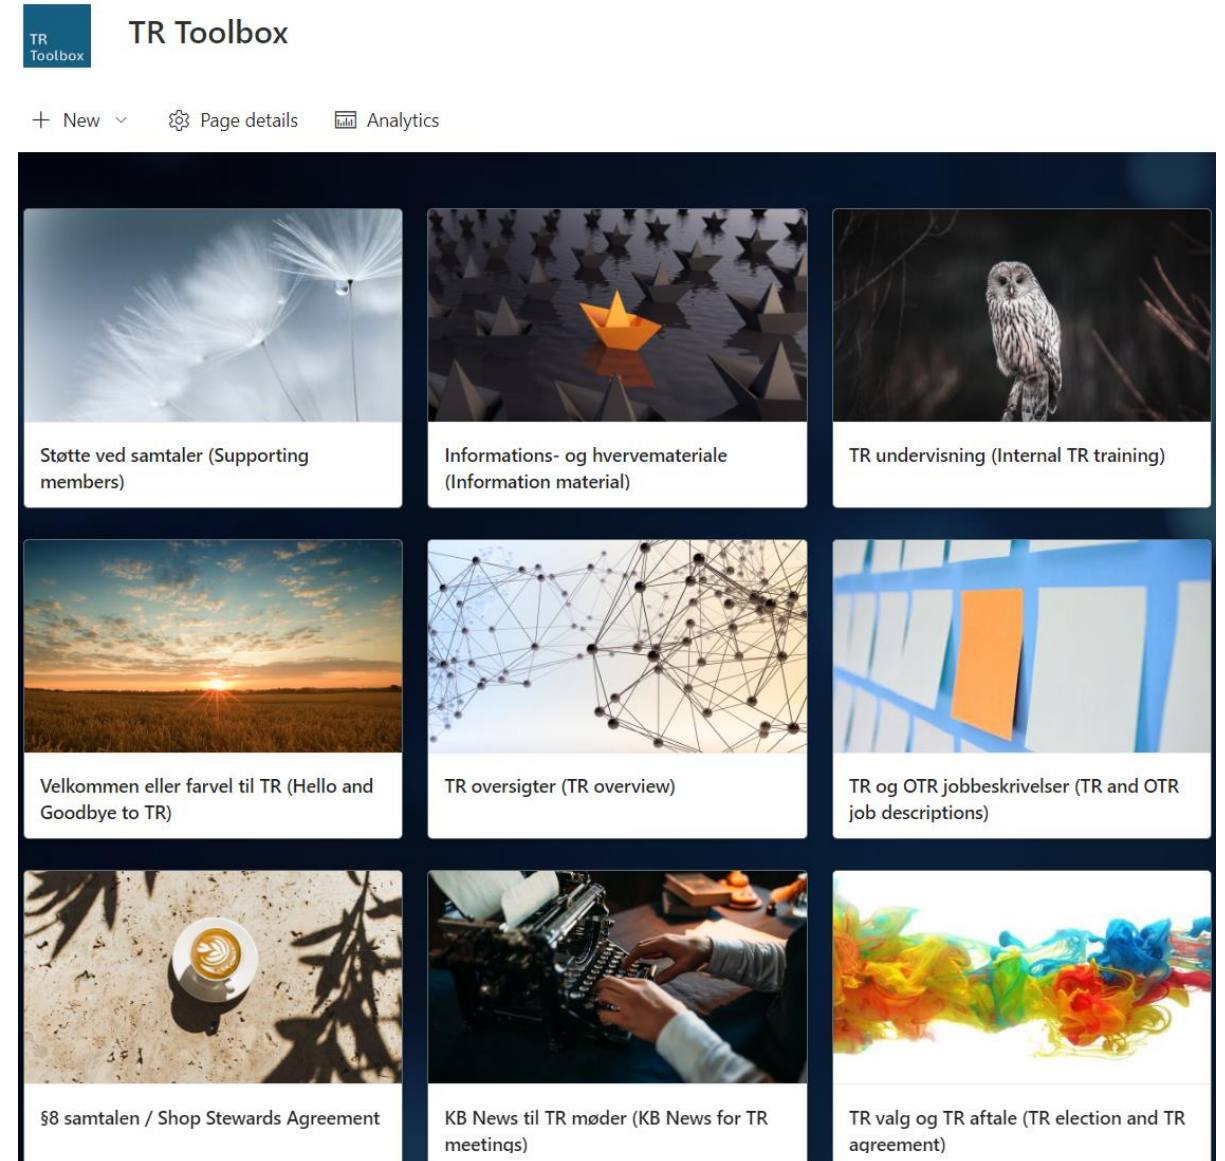 TR
Toolbox
TR Toolbox
New
Page details
Analytics
Støtte ved samtaler (Supporting
members)
Informations- og hvervemateriale
(Information material)
TR undervisning (Internal TR training)
Velkommen eller farvel til TR (Hello and
Goodbye to TR)
TR oversigter (TR overview)
TR og OTR jobbeskrivelser (TR and OTR
job descriptions)
§8 samtalen / Shop Stewards Agreement
KB News til TR møder (KB News for TR
meetings)
TR valg og TR aftale (TR election and TR
agreement)